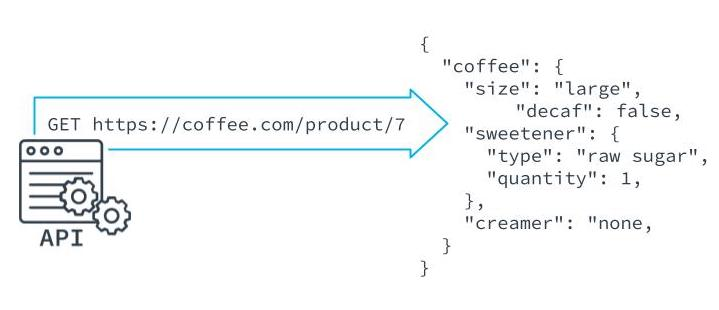 GET https://coffee.com/product/7
API
{
"coffee": {
"size": "large",
"decaf": false,
"sweetener": {
"type": "raw sugar",
"quantity": 1,
},
"creamer": "none,
}
}